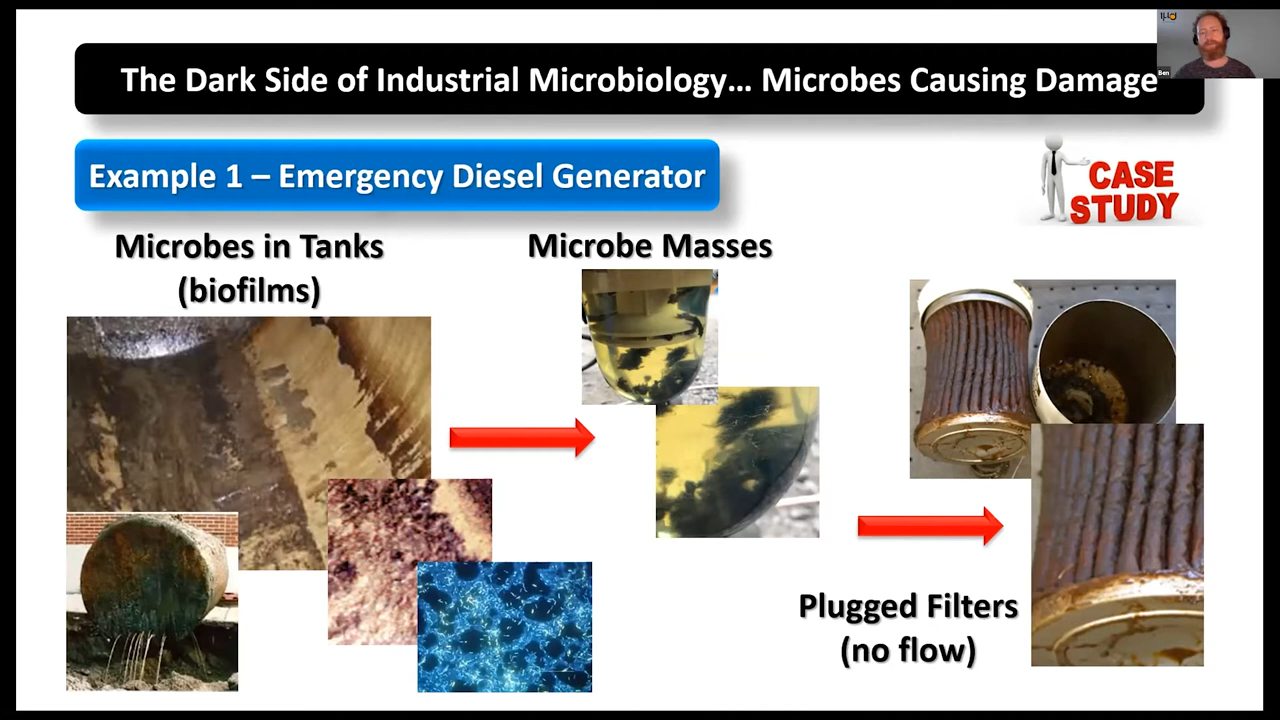 The Dark Side of Industrial Microbiology... Microbes Causing Damage
Ben
Example 1 – Emergency Diesel Generator
CASE
STUDY
Microbes in Tanks
(biofilms)
Microbe Masses
Plugged Filters
(no flow)